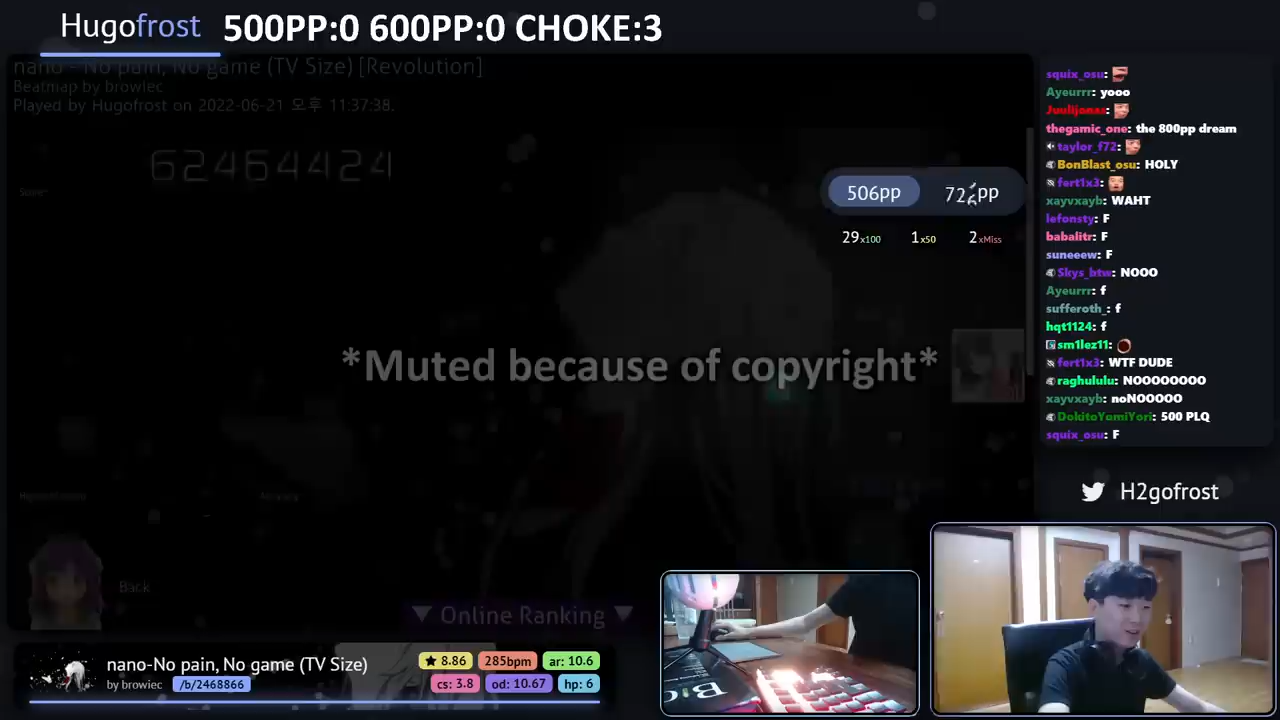 Hugofrost 500PP:0 600PP:0 CHOKE:3
nano - No pain, No game (TV Size) [Revolution]
Beatmap by browiec
Played by Hugofrost on 2022-06-21 오후 11:37:38.
62464424
506pp
29x100 1x50 2xMiss
*Muted because of copyright*
Back
▼ Online Ranking ▼
squix_osu:
Ayeurrr: yooo
Juulijonas:
thegamic_one: the 800pp dream
taylor_f72:
BonBlast_osu: HOLY
fert1x3:
xayvxayb: WAHT
lefonsty: F
babalitr: F
suneeew: F
Skys_btw: NOOO
Ayeurrr: f
sufferoth_: f
hqt1124: f
sm1lez11:
fert1x3: WTF DUDE
raghululu: NOOOOOOOO
xayvxayb: noNOOOOO
DokitoYamiYori: 500 PLQ
squix_osu: F
H2gofrost
nano-No pain, No game (TV Size)
by browiec /b/2468866
★ 8.86 285bpm ar: 10.6
cs: 3.8 od: 10.67 hp: 6